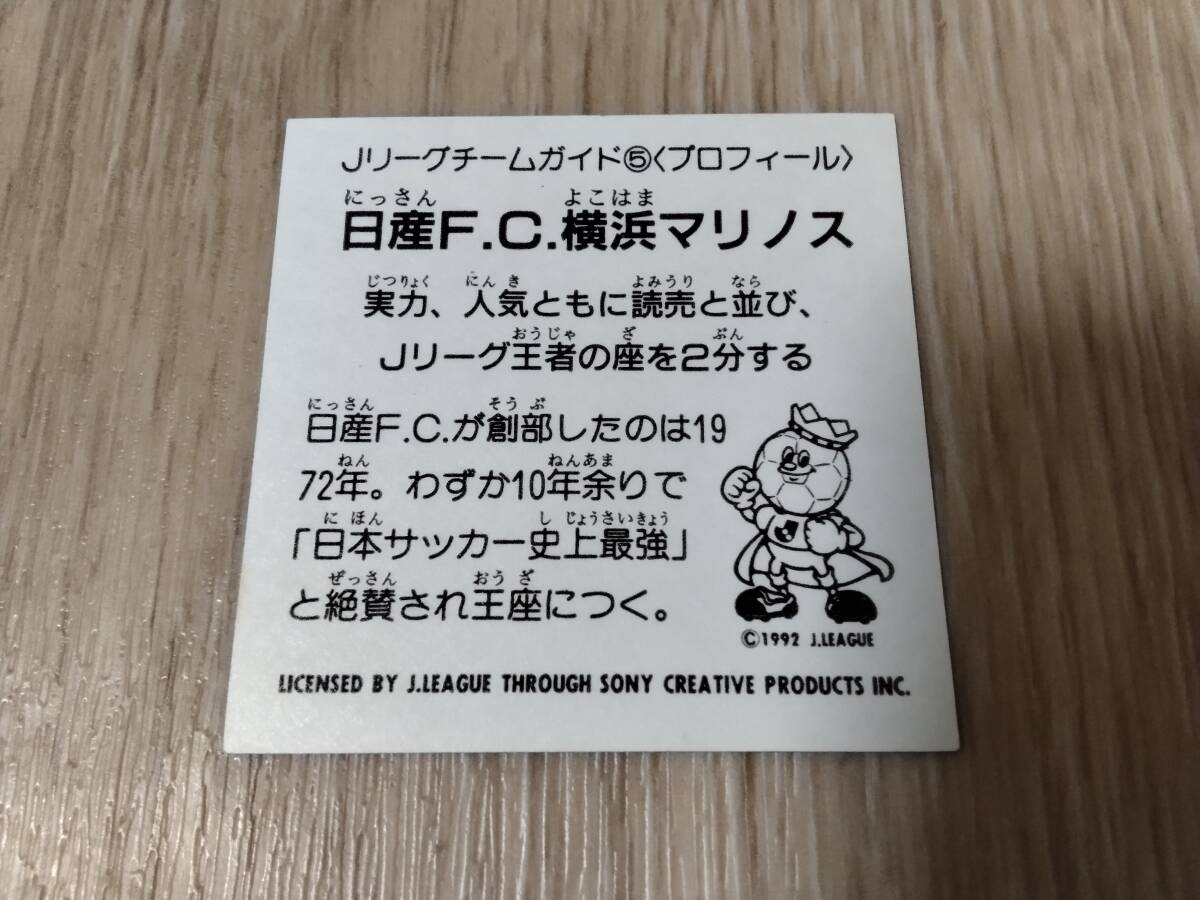 Jリーグチームガイド⑤〈プロフィール〉
にっさん よこはま
日産F.C.横浜マリノス
じつりょく にんき よみうり なら
実力、人気ともに読売と並び、
おうじゃ ざ ぶん
Jリーグ王者の座を2分する
にっさん そうぶ
日産F.C.が創部したのは19
ねん ねんあま
72年。わずか10年余りで
にほん しじょうさいきょう
「日本サッカー史上最強」
ぜっさん おうざ
と絶賛され王座につく。
©1992 J.LEAGUE
LICENSED BY J.LEAGUE THROUGH SONY CREATIVE PRODUCTS INC.